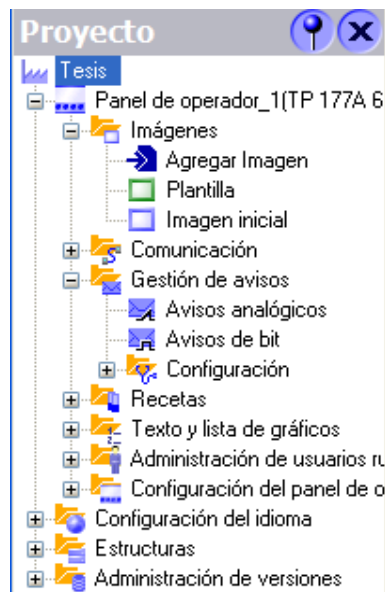 Proyecto
Tesis
Panel de operador_1(TP 177A 6
Imágenes
Agregar Imagen
Plantilla
Imagen inicial
Comunicación
Gestión de avisos
Avisos analógicos
Avisos de bit
Configuración
Recetas
Texto y lista de gráficos
Administración de usuarios ru
Configuración del panel de o
Configuración del idioma
Estructuras
Administración de versiones